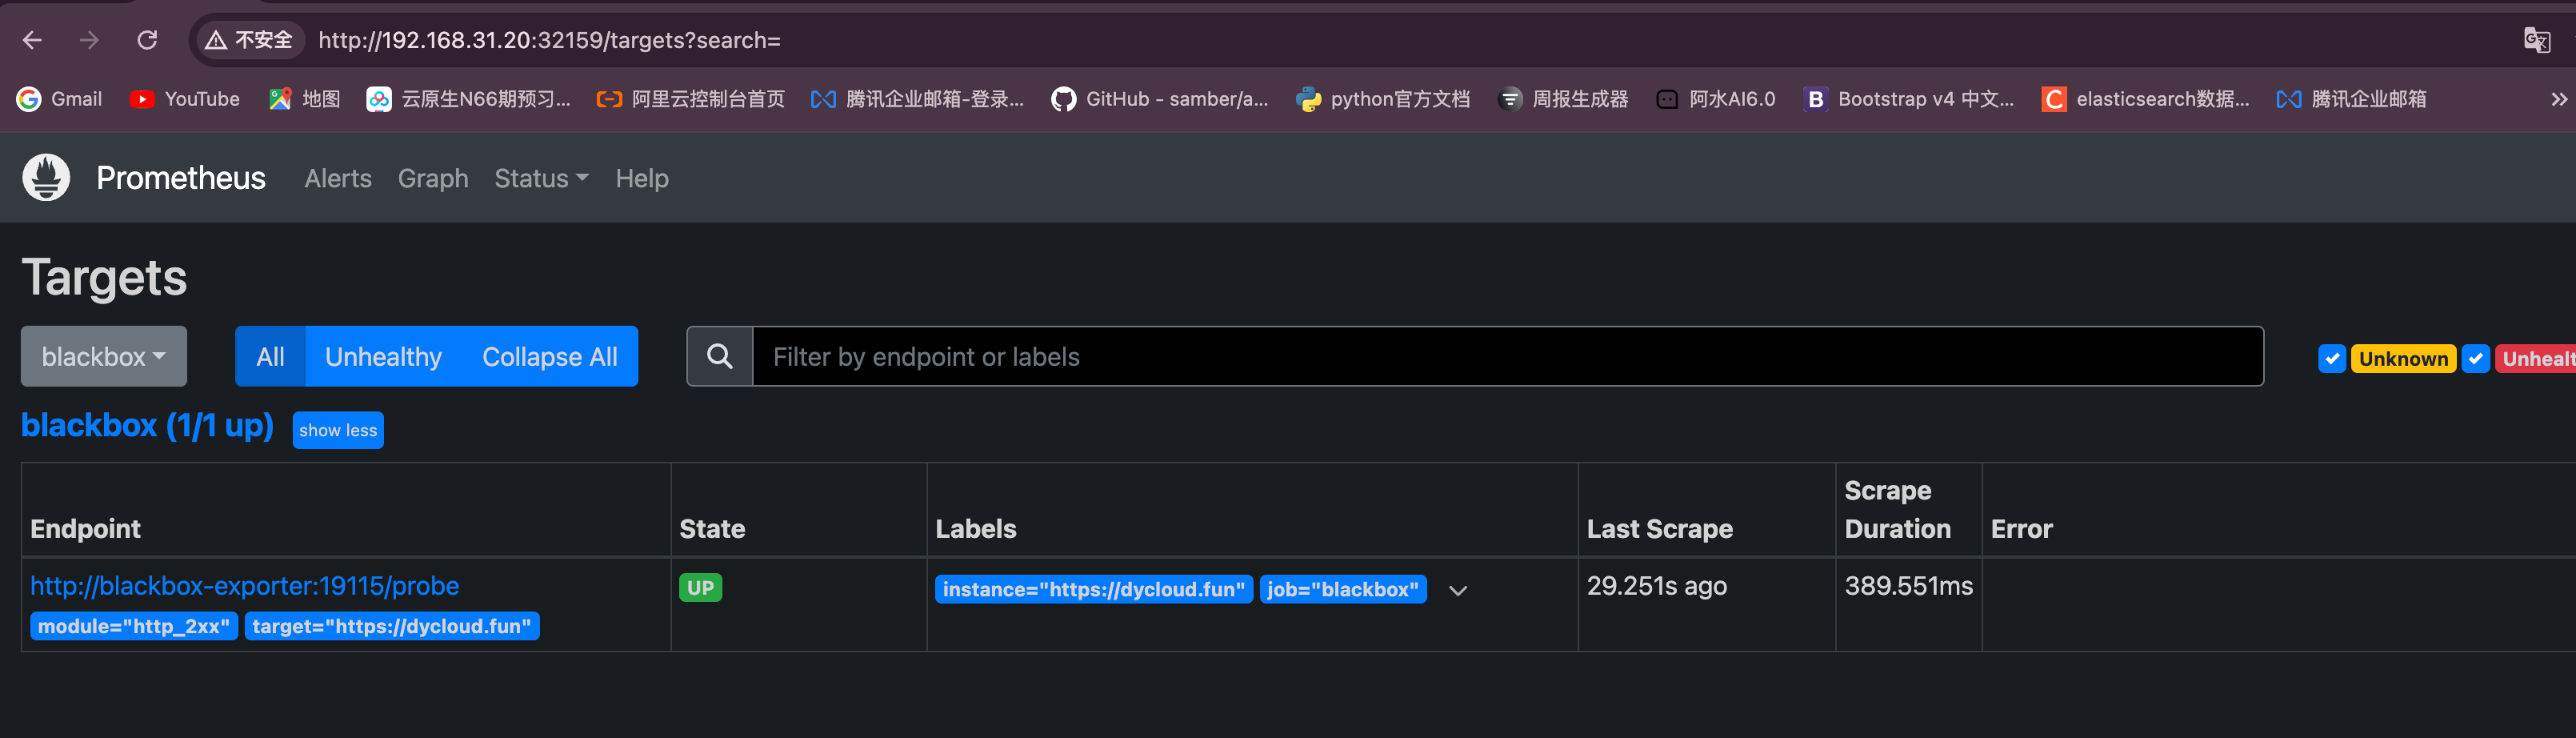 不安全 http://192.168.31.20:32159/targets?search=
Gmail YouTube 地图 云原生N66期预习... 阿里云控制台首页 腾讯企业邮箱-登录... GitHub - samber/a... python官方文档 周报生成器 阿水AI6.0 Bootstrap v4 中文... elasticsearch数据... 腾讯企业邮箱
Prometheus Alerts Graph Status Help
Targets
blackbox All Unhealthy Collapse All Filter by endpoint or labels Unknown Unhealt
blackbox (1/1 up) show less
Endpoint State Labels Last Scrape Scrape Duration Error
http://blackbox-exporter:19115/probe UP instance="https://dycloud.fun" job="blackbox" 29.251s ago 389.551ms
module="http_2xx" target="https://dycloud.fun"